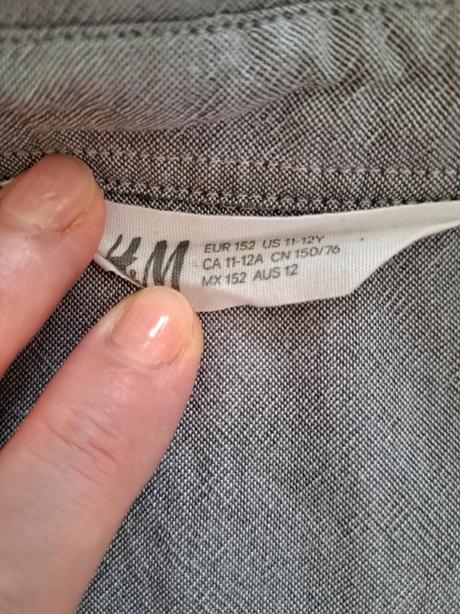 H.M
EUR 152 US 11-12Y
CA 11-12A CN 150/76
MX 152 AUS 12